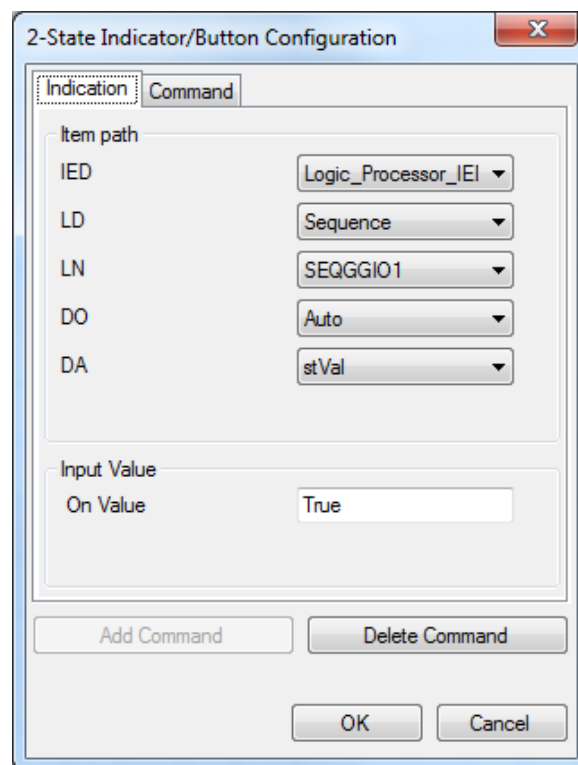 2-State Indicator/Button Configuration
Indication Command
Item path
IED Logic_Processor_IEI
LD Sequence
LN SEQGGIO1
DO Auto
DA stVal
Input Value
On Value True
Add Command Delete Command
OK Cancel